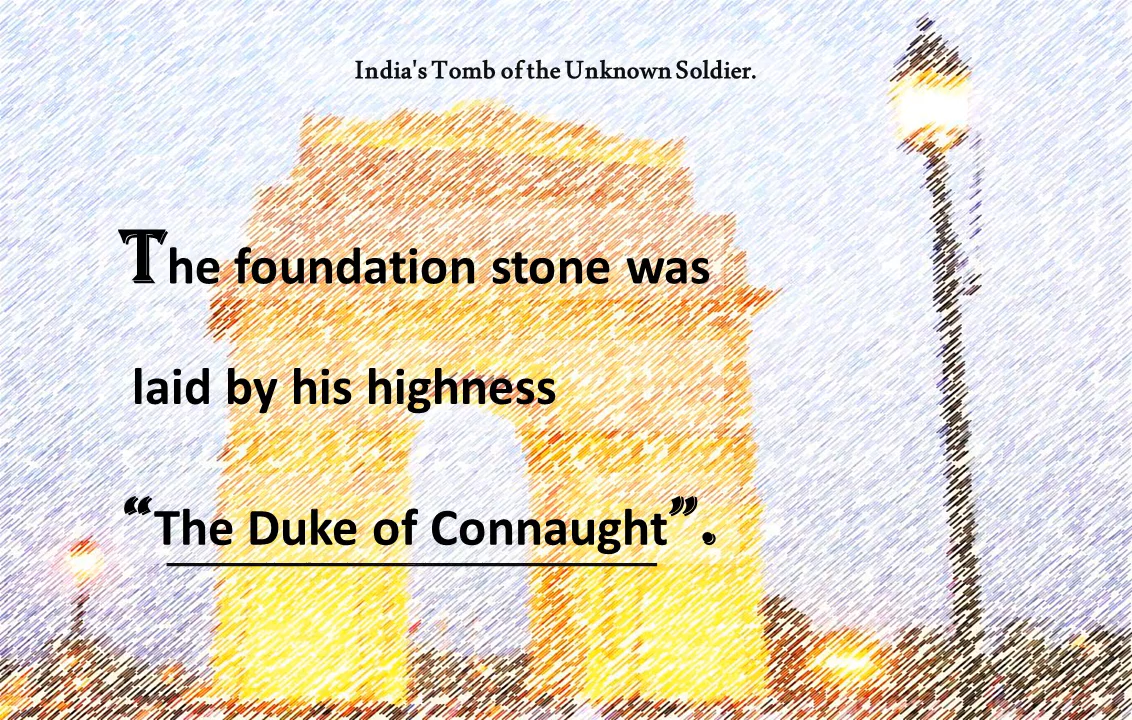 India's Tomb of the Unknown Soldier.
The foundation stone was
laid by his highness
“The Duke of Connaught”.